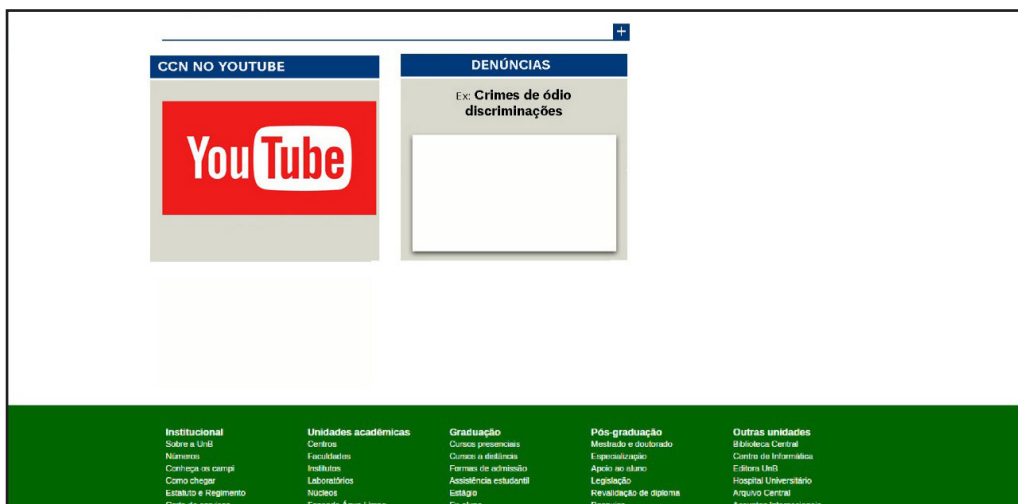 +
CCN NO YOUTUBE
YouTube
DENÚNCIAS
Ex: Crimes de ódio
discriminações
Institucional
Sobre a UnB
Números
Conheça os campi
Como chegar
Estatuto e Regimento
Unidades acadêmicas
Centros
Faculdades
Institutos
Laboratórios
Núcleos
Graduação
Cursos presenciais
Cursos a distância
Formas de admissão
Assistência estudantil
Estágio
Pós-graduação
Mestrado e doutorado
Especialização
Apoio ao aluno
Legislação
Revalidação de diploma
Outras unidades
Biblioteca Central
Centro de Informática
Editora UnB
Hospital Universitário
Arquivo Central